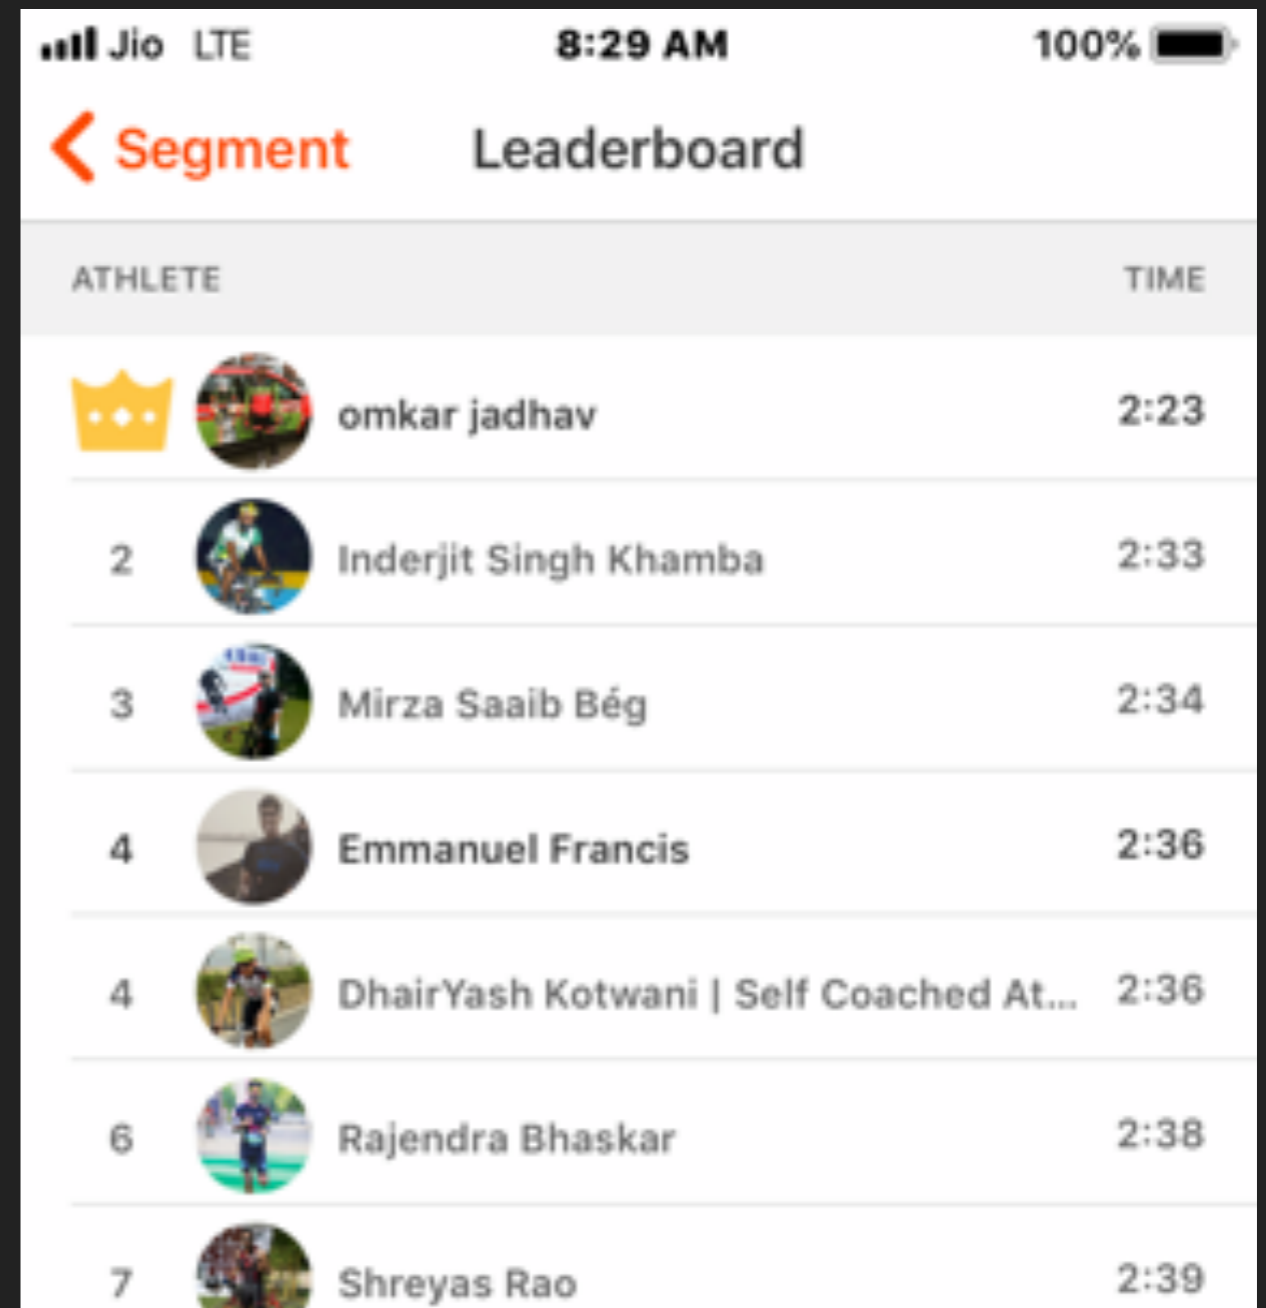 Jio LTE 8:29 AM 100%
Segment Leaderboard
ATHLETE TIME
omkar jadhav 2:23
2 Inderjit Singh Khamba 2:33
3 Mirza Saaib Bég 2:34
4 Emmanuel Francis 2:36
4 DhairYash Kotwani | Self Coached At... 2:36
6 Rajendra Bhaskar 2:38
7 Shreyas Rao 2:39